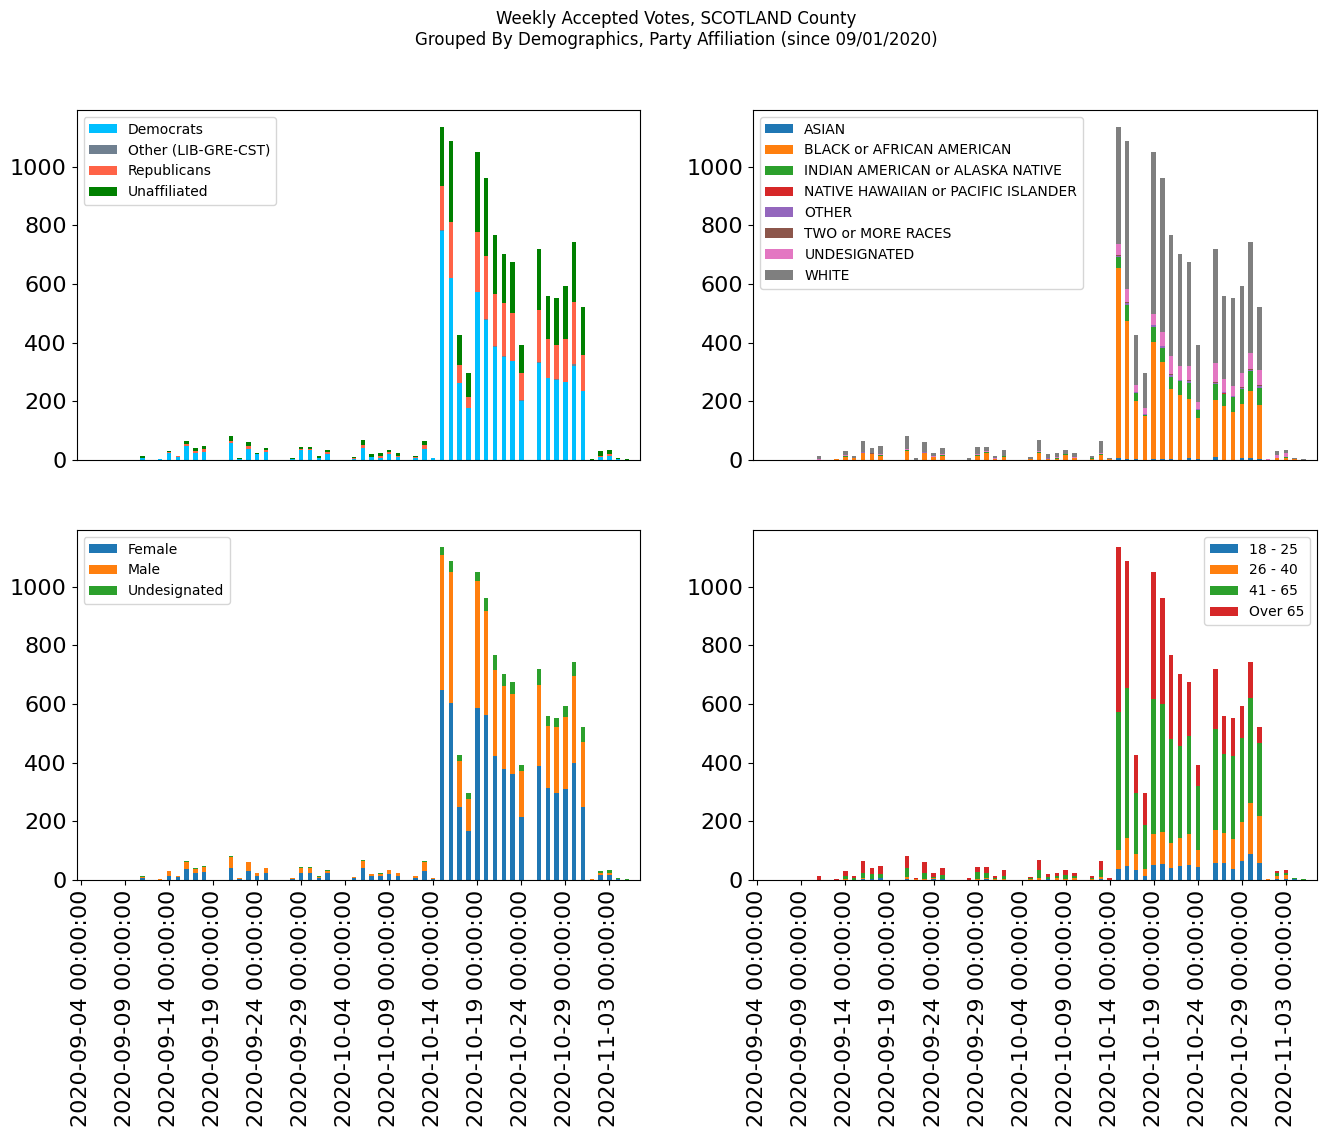 Weekly Accepted Votes, SCOTLAND County
Grouped By Demographics, Party Affiliation (since 09/01/2020)
1000
800
600
400
200
0
Democrats
Other (LIB-GRE-CST)
Republicans
Unaffiliated
1000
800
600
400
200
0
ASIAN
BLACK or AFRICAN AMERICAN
INDIAN AMERICAN or ALASKA NATIVE
NATIVE HAWAIIAN or PACIFIC ISLANDER
OTHER
TWO or MORE RACES
UNDESIGNATED
WHITE
1000
800
600
400
200
0
Female
Male
Undesignated
2020-09-04 00:00:00
2020-09-09 00:00:00
2020-09-14 00:00:00
2020-09-19 00:00:00
2020-09-24 00:00:00
2020-09-29 00:00:00
2020-10-04 00:00:00
2020-10-09 00:00:00
2020-10-14 00:00:00
2020-10-19 00:00:00
2020-10-24 00:00:00
2020-10-29 00:00:00
2020-11-03 00:00:00
1000
800
600
400
200
0
18 - 25
26 - 40
41 - 65
Over 65
2020-09-04 00:00:00
2020-09-09 00:00:00
2020-09-14 00:00:00
2020-09-19 00:00:00
2020-09-24 00:00:00
2020-09-29 00:00:00
2020-10-04 00:00:00
2020-10-09 00:00:00
2020-10-14 00:00:00
2020-10-19 00:00:00
2020-10-24 00:00:00
2020-10-29 00:00:00
2020-11-03 00:00:00